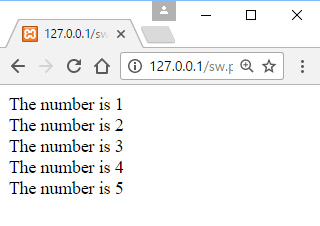 127.0.0.1/sw
127.0.0.1/sw.p
The number is 1
The number is 2
The number is 3
The number is 4
The number is 5